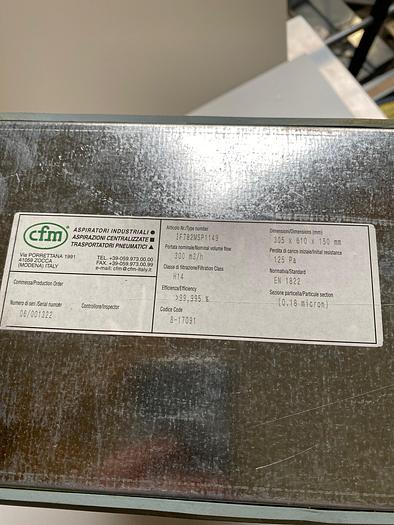 cfm
ASPIRATORI INDUSTRIALI ●
ASPIRAZIONI CENTRALIZZATE ■
TRASPORTATORI PNEUMATICI ▲
Via PORRETTANA 1991
41059 ZOCCA
(MODENA) ITALY
TEL. +39-059.973.00.00
FAX. +39-059.973.00.99
e-mail: cfm@cfm-italy.it
Commessa/Production Order
Numero di seri./Serial number
06/001322
Controllore/Inspector
Articolo Nr./Type number
IF782M5P1149
Portata nominale/Nominal volume flow
300 m3/h
Classe di filtrazione/Filtration Class
H14
Efficienza/Efficiency
>99,995 %
Codice Code
8-17091
Dimensioni/Dimensions (mm)
305 x 610 x 150 mm
Perdita di carico iniziale/Initial resistance
125 Pa
Normativa/Standard
EN 1822
Sezione particella/Particule section
(0.18 micron)